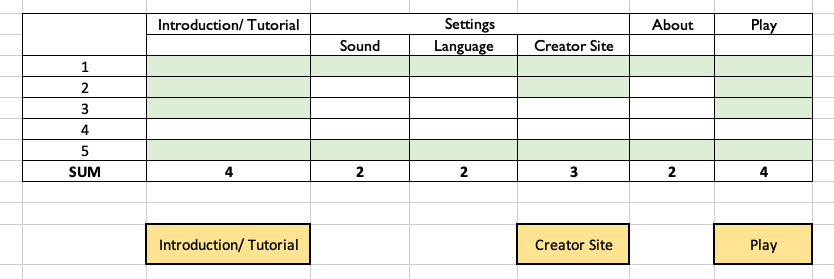 Introduction/ Tutorial Settings About Play
Sound Language Creator Site
1
2
3
4
5
SUM 4 2 2 3 2 4
Introduction/ Tutorial Creator Site Play